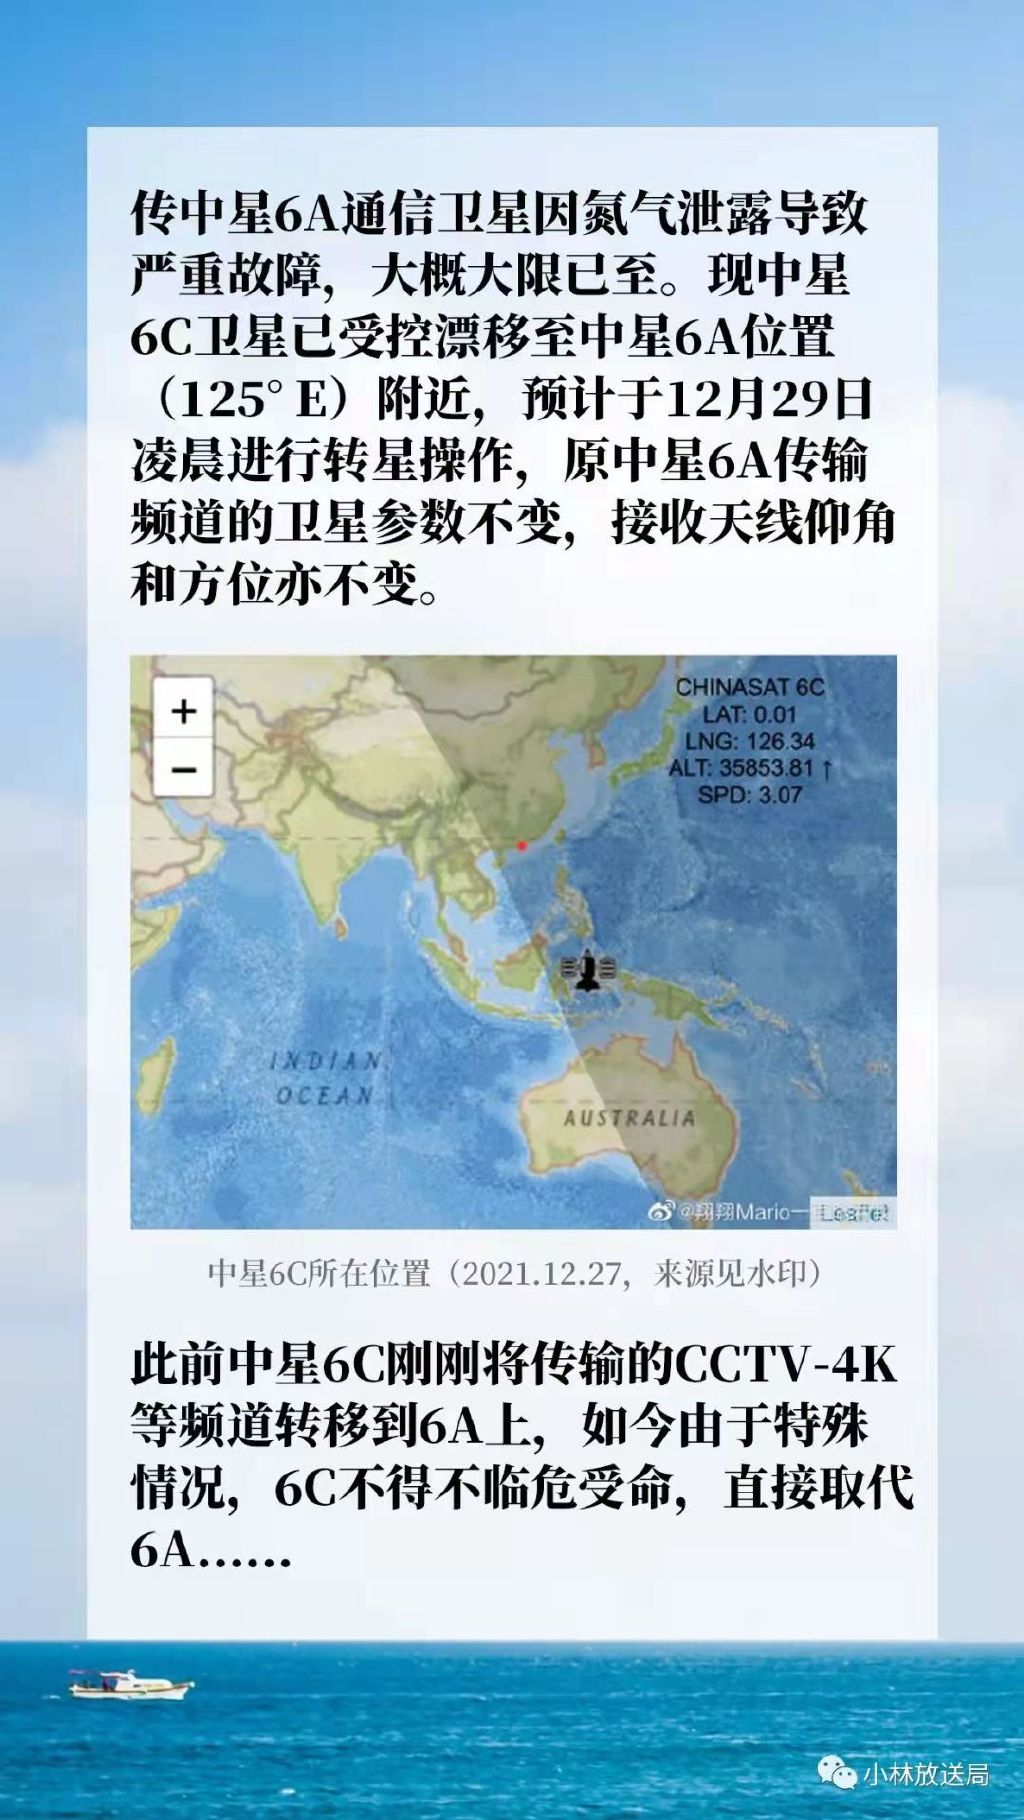 传中星6A通信卫星因氮气泄露导致
严重故障，大概大限已至。现中星
6C卫星已受控漂移至中星6A位置
（125° E）附近，预计于12月29日
凌晨进行转星操作，原中星6A传输
频道的卫星参数不变，接收天线仰角
和方位亦不变。
+
−
CHINASAT 6C
LAT: 0.01
LNG: 126.34
ALT: 35853.81 ↑
SPD: 3.07
INDIAN
OCEAN
AUSTRALIA
@翔翔Mario一
中星6C所在位置（2021.12.27，来源见水印）
此前中星6C刚刚将传输的CCTV-4K
等频道转移到6A上，如今由于特殊
情况，6C不得不临危受命，直接取代
6A……
小林放送局